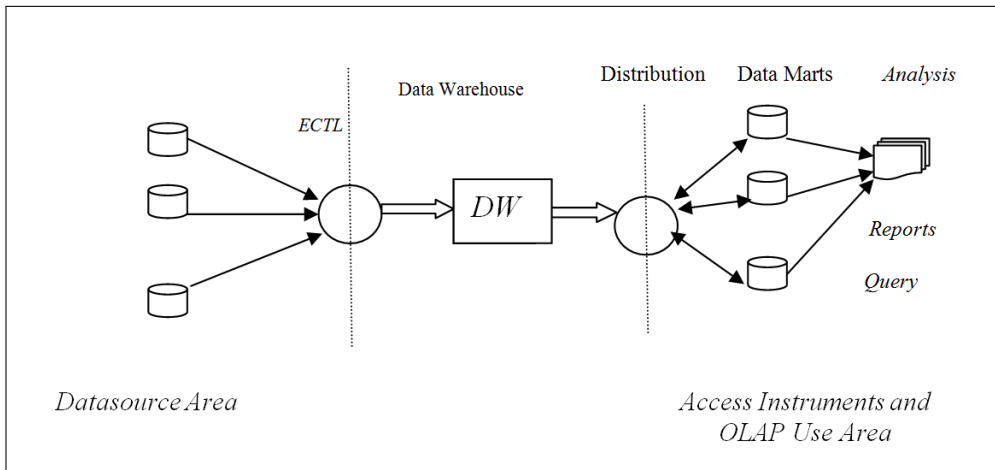 Distribution
Data Marts
Analysis
Data Warehouse
ECTL
DW
Reports
Query
Datasource Area
Access Instruments and
OLAP Use Area